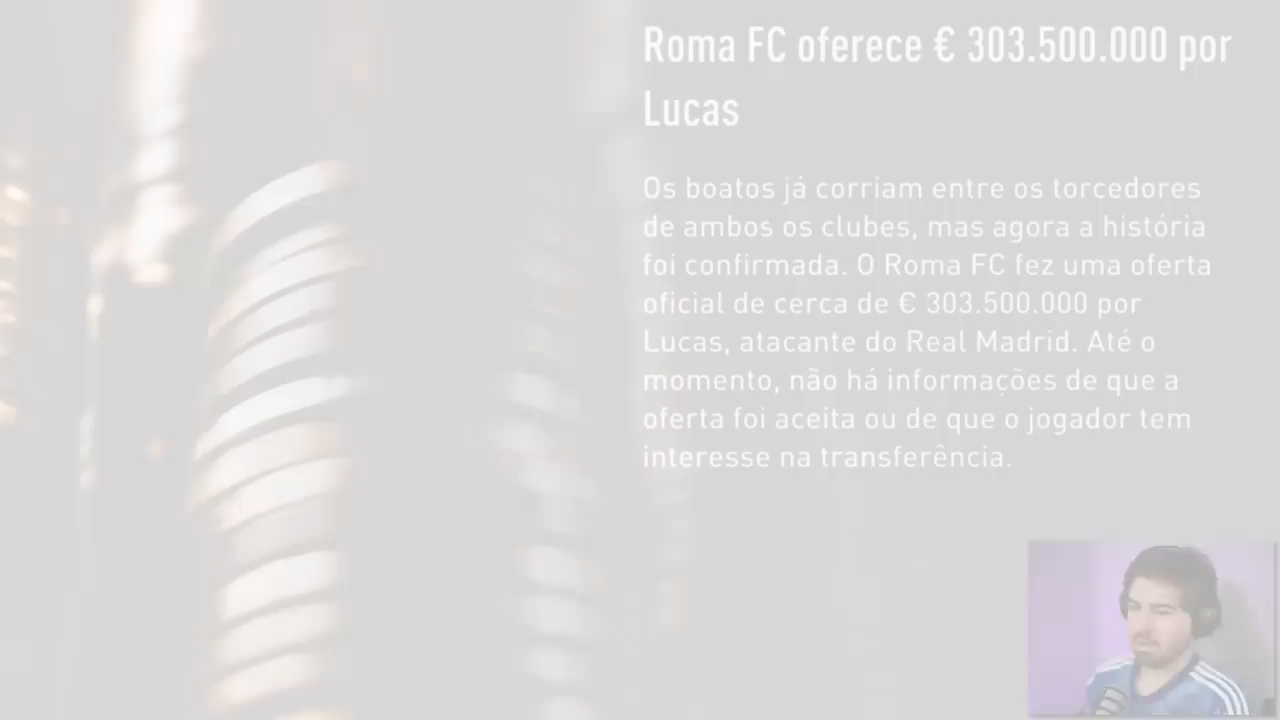 Roma FC oferece € 303.500.000 por
Lucas
Os boatos já corriam entre os torcedores
de ambos os clubes, mas agora a história
foi confirmada. O Roma FC fez uma oferta
oficial de cerca de € 303.500.000 por
Lucas, atacante do Real Madrid. Até o
momento, não há informações de que a
oferta foi aceita ou de que o jogador tem
interesse na transferência.